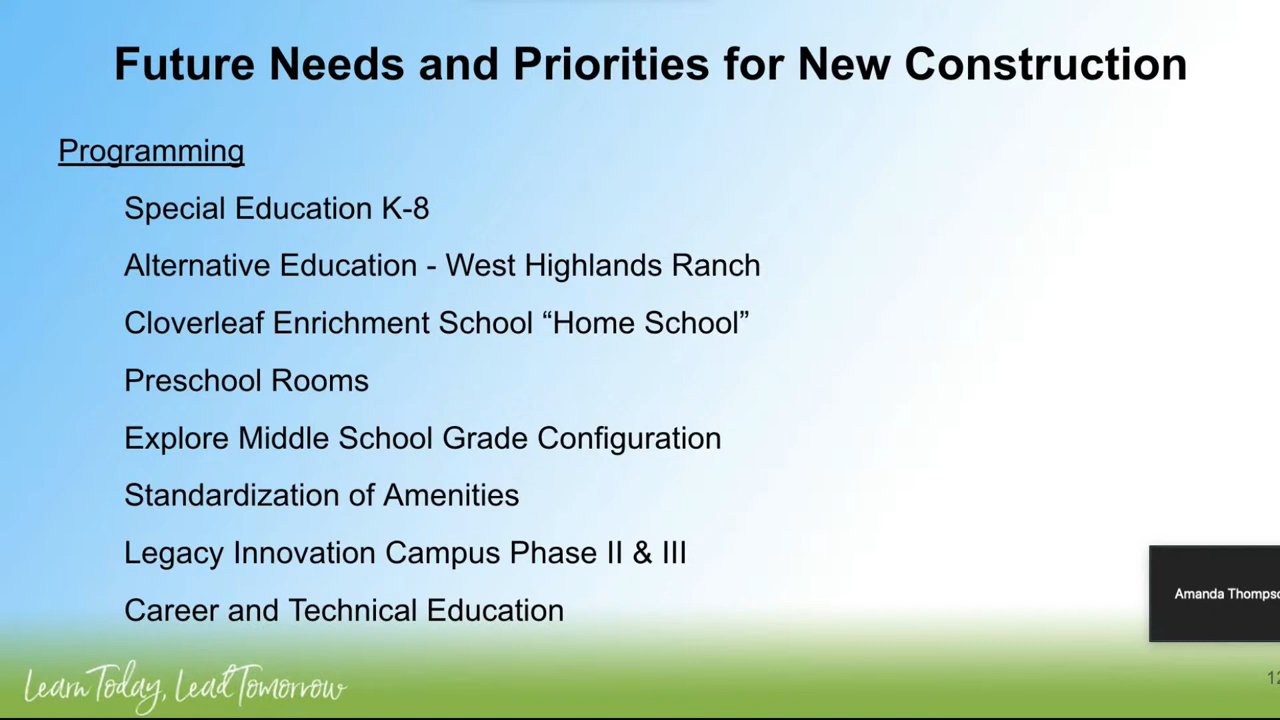 Future Needs and Priorities for New Construction
Programming
Special Education K-8
Alternative Education - West Highlands Ranch
Cloverleaf Enrichment School “Home School”
Preschool Rooms
Explore Middle School Grade Configuration
Standardization of Amenities
Legacy Innovation Campus Phase II & III
Career and Technical Education
Amanda
Learn Today, Lead Tomorrow